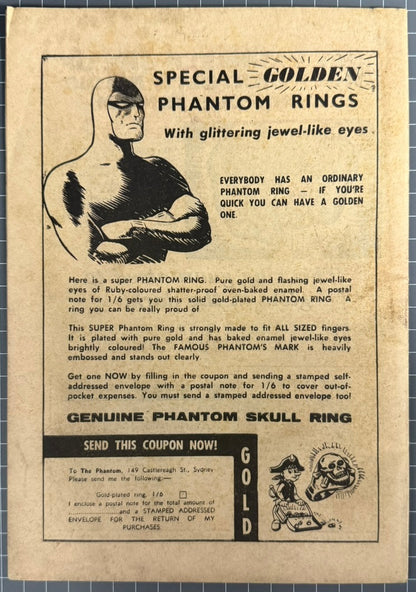 SPECIAL GOLDEN
PHANTOM RINGS
With glittering jewel-like eyes
EVERYBODY HAS AN ORDINARY
PHANTOM RING — IF YOU'RE
QUICK YOU CAN HAVE A GOLDEN
ONE.
Here is a super PHANTOM RING. Pure gold and flashing jewel-like
eyes of Ruby-coloured shatter-proof oven-baked enamel. A postal
note for 1/6 gets you this solid gold-plated PHANTOM RING. A
ring you can be really proud of
This SUPER Phantom Ring is strongly made to fit ALL SIZED fingers.
It is plated with pure gold and has baked enamel jewel-like eyes
brightly coloured! The FAMOUS PHANTOM'S MARK is heavily
embossed and stands out clearly
Get one NOW by filling in the coupon and sending a stamped self-
addressed envelope with a postal note for 1/6 to cover out-of-
pocket expenses. You must send a stamped addressed envelope too!
GENUINE PHANTOM SKULL RING
SEND THIS COUPON NOW!
GOLD
To The Phantom, 149 Castlereagh St., Sydney
Please send me the following:—
Gold-plated ring, 1/6
I enclose a postal note for the total amount of
and a STAMPED ADDRESSED
ENVELOPE FOR THE RETURN OF MY
PURCHASES